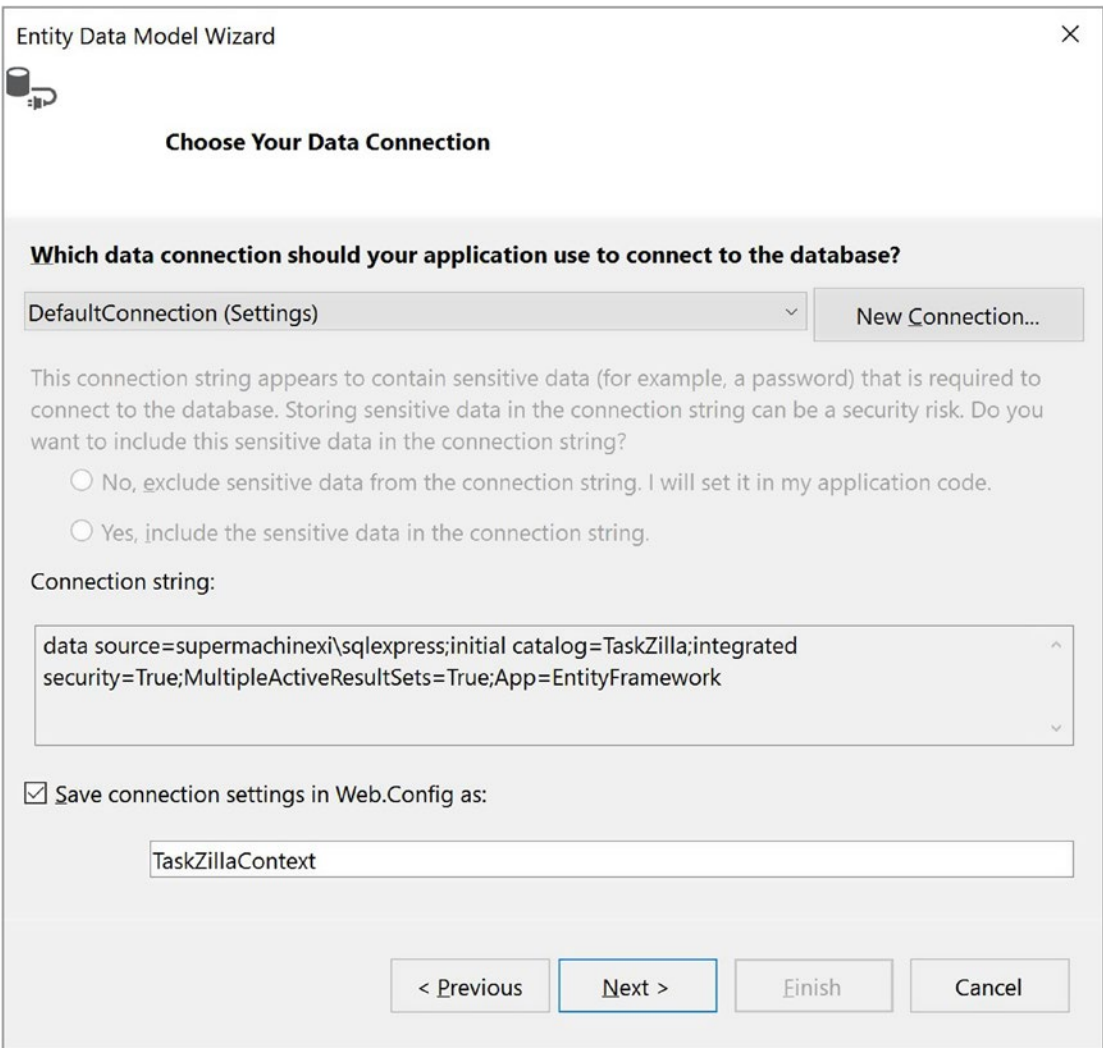 Entity Data Model Wizard
Choose Your Data Connection
Which data connection should your application use to connect to the database?
DefaultConnection (Settings)
New Connection...
This connection string appears to contain sensitive data (for example, a password) that is required to
connect to the database. Storing sensitive data in the connection string can be a security risk. Do you
want to include this sensitive data in the connection string?
No, exclude sensitive data from the connection string. I will set it in my application code.
Yes, include the sensitive data in the connection string.
Connection string:
data source=supermachinexi\sqlexpress;initial catalog=TaskZilla;integrated
security=True;MultipleActiveResultSets=True;App=EntityFramework
Save connection settings in Web.Config as:
TaskZillaContext
< Previous
Next >
Finish
Cancel